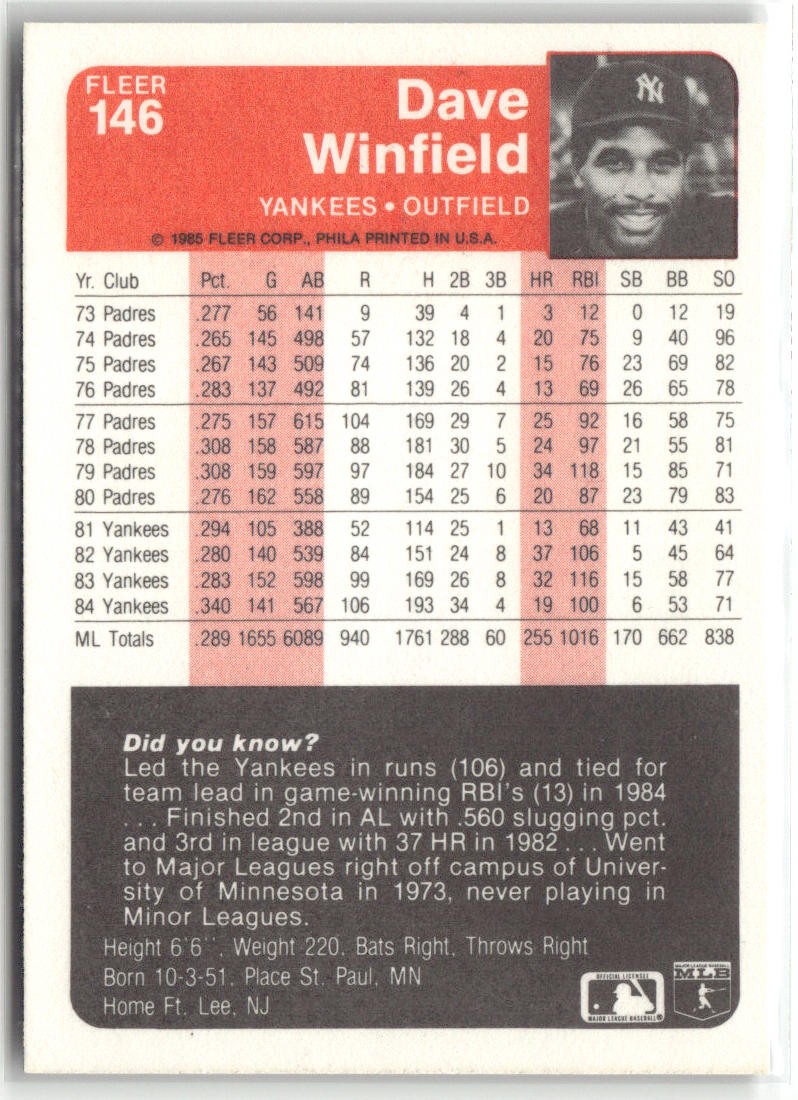 FLEER
146
Dave
Winfield
YANKEES • OUTFIELD
© 1985 FLEER CORP., PHILA PRINTED IN U.S.A.
NY
Yr. Club Pct. G AB R H 2B 3B HR RBI SB BB SO
73 Padres .277 56 141 9 39 4 1 3 12 0 12 19
74 Padres .265 145 498 57 132 18 4 20 75 9 40 96
75 Padres .267 143 509 74 136 20 2 15 76 23 69 82
76 Padres .283 137 492 81 139 26 4 13 69 26 65 78
77 Padres .275 157 615 104 169 29 7 25 92 16 58 75
78 Padres .308 158 587 88 181 30 5 24 97 21 55 81
79 Padres .308 159 597 97 184 27 10 34 118 15 85 71
80 Padres .276 162 558 89 154 25 6 20 87 23 79 83
81 Yankees .294 105 388 52 114 25 1 13 68 11 43 41
82 Yankees .280 140 539 84 151 24 8 37 106 5 45 64
83 Yankees .283 152 598 99 169 26 8 32 116 15 58 77
84 Yankees .340 141 567 106 193 34 4 19 100 6 53 71
ML Totals .289 1655 6089 940 1761 288 60 255 1016 170 662 838
Did you know?
Led the Yankees in runs (106) and tied for
team lead in game-winning RBI's (13) in 1984
. . . Finished 2nd in AL with .560 slugging pct.
and 3rd in league with 37 HR in 1982 . . . Went
to Major Leagues right off campus of Univer-
sity of Minnesota in 1973, never playing in
Minor Leagues.
Height 6'6", Weight 220, Bats Right, Throws Right
Born 10-3-51, Place St. Paul, MN
Home Ft. Lee, NJ
OFFICIAL LICENSEE
MAJOR LEAGUE BASEBALL®
MAJOR LEAGUE BASEBALL
MLB